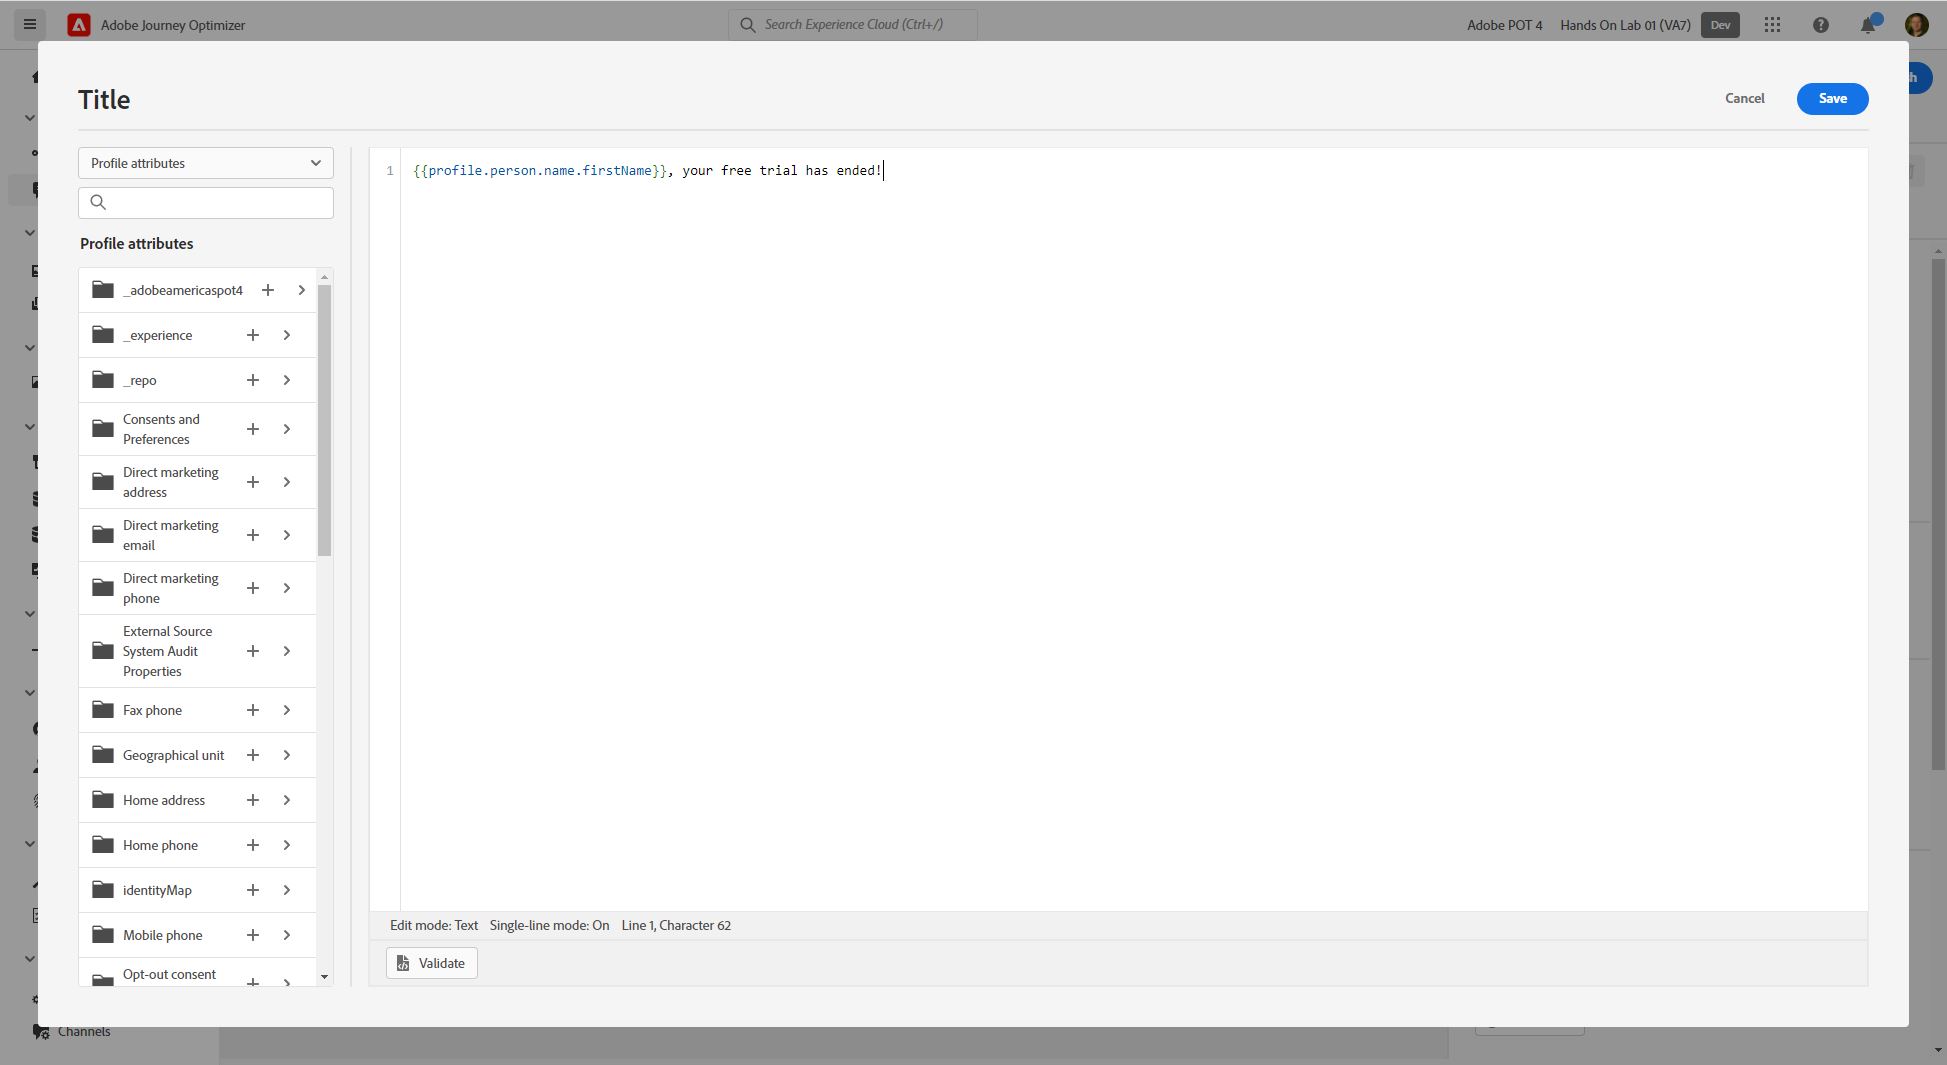 Adobe Journey Optimizer
Search Experience Cloud (Ctrl+/)
Adobe POT 4
Hands On Lab 01 (VA7)
Dev
Title
Cancel
Save
Profile attributes
Profile attributes
_adobeamericaspot4
_experience
_repo
Consents and
Preferences
Direct marketing
address
Direct marketing
email
Direct marketing
phone
External Source
System Audit
Properties
Fax phone
Geographical unit
Home address
Home phone
identityMap
Mobile phone
Opt-out consent
1
{{profile.person.name.firstName}}, your free trial has ended!
Edit mode: Text
Single-line mode: On
Line 1, Character 62
Validate
Channels